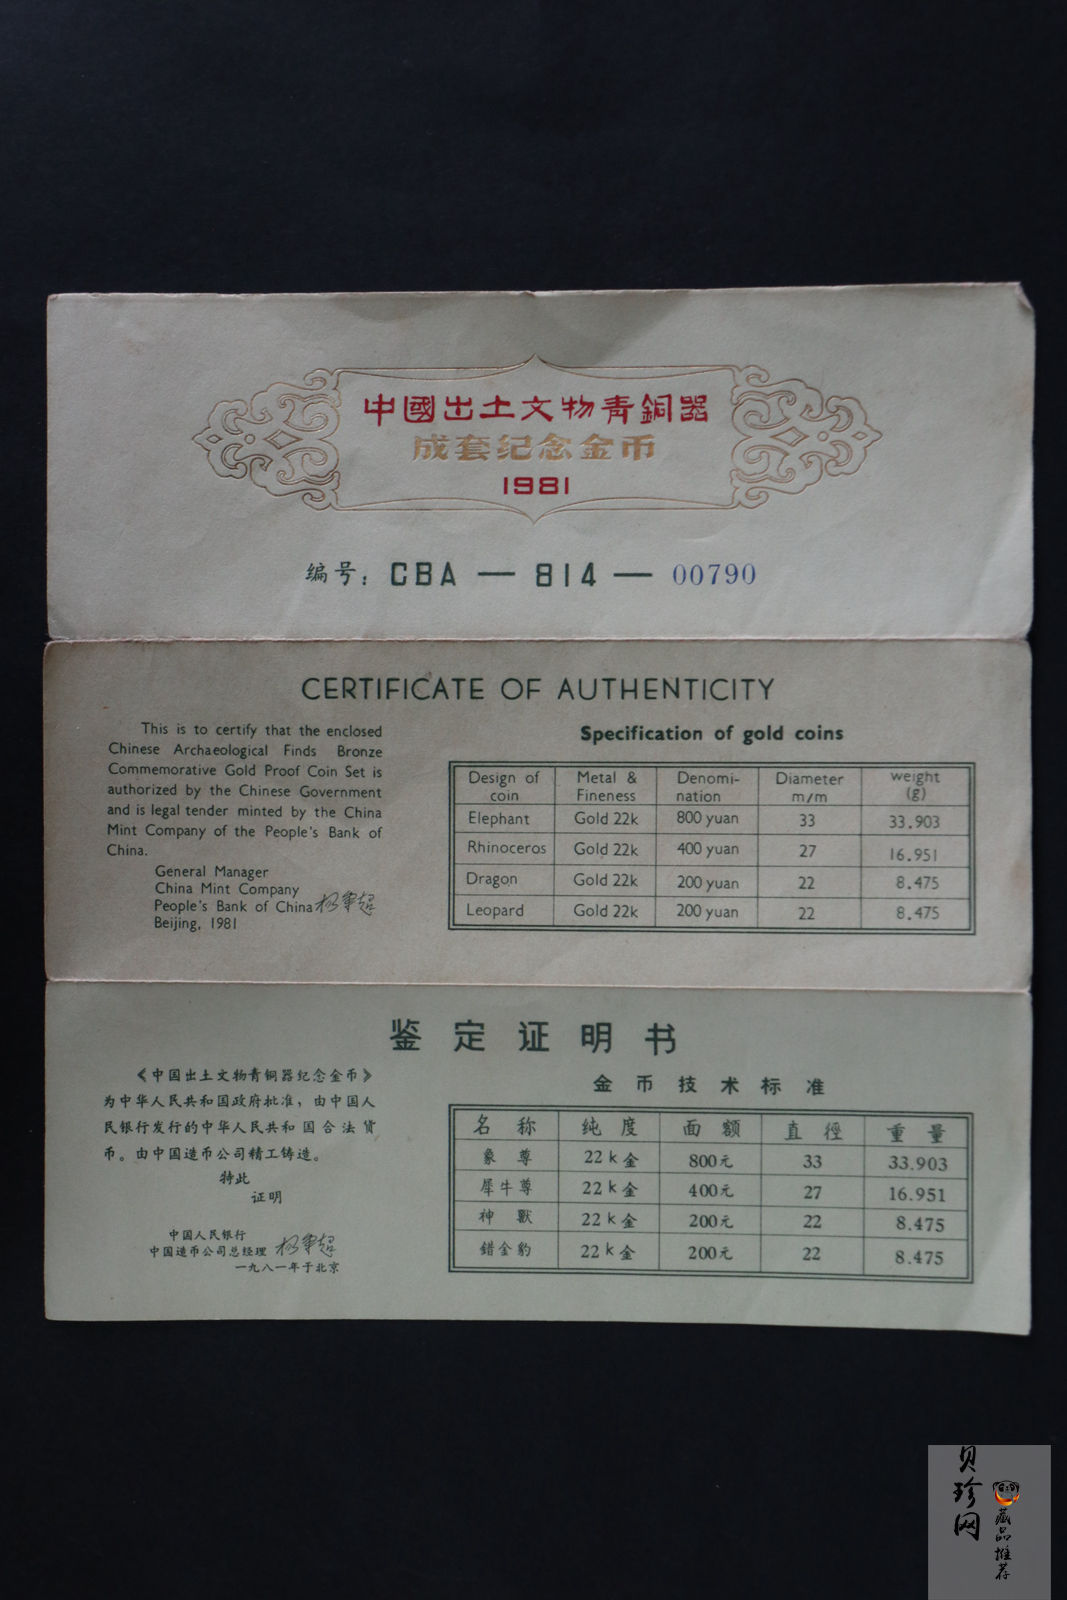 中國出土文物青銅器
成套纪念金币
1981
编号：CBA — 814 — 00790
CERTIFICATE OF AUTHENTICITY
This is to certify that the enclosed
Chinese Archaeological Finds Bronze
Commemorative Gold Proof Coin Set is
authorized by the Chinese Government
and is legal tender minted by the China
Mint Company of the People's Bank of
China.
General Manager
China Mint Company
People's Bank of China
Beijing, 1981
Specification of gold coins
Design of coin Metal & Fineness Denomi-nation Diameter m/m weight (g)
Elephant Gold 22k 800 yuan 33 33.903
Rhinoceros Gold 22k 400 yuan 27 16.951
Dragon Gold 22k 200 yuan 22 8.475
Leopard Gold 22k 200 yuan 22 8.475
鉴定证明书
《中国出土文物青铜器纪念金币》
为中华人民共和国政府批准，由中国人
民银行发行的中华人民共和国合法货
币。由中国造币公司精工铸造。
特此
证明
中国人民银行
中国造币公司总经理
一九八一年于北京
金币技术标准
名称 纯度 面额 直徑 重量
象尊 22k金 800元 33 33.903
犀牛尊 22k金 400元 27 16.951
神獸 22k金 200元 22 8.475
错金豹 22k金 200元 22 8.475
贝珍网
藏品推荐